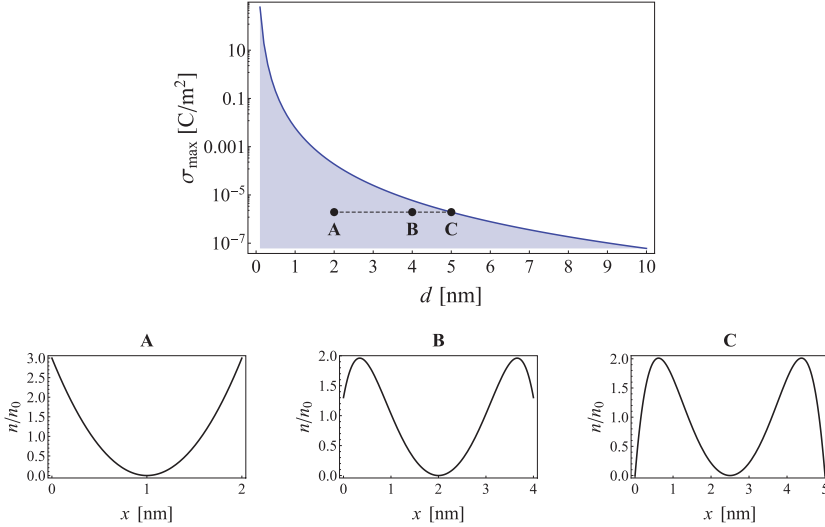 σmax [C/m²]
10
0.1
0.001
10⁻⁵
10⁻⁷
A
B
C
0 1 2 3 4 5 6 7 8 9 10
d [nm]
A
n/n₀
3.0
2.5
2.0
1.5
1.0
0.5
0.0
0 1 2
x [nm]
B
n/n₀
2.0
1.5
1.0
0.5
0.0
0 1 2 3 4
x [nm]
C
n/n₀
2.0
1.5
1.0
0.5
0.0
0 1 2 3 4 5
x [nm]